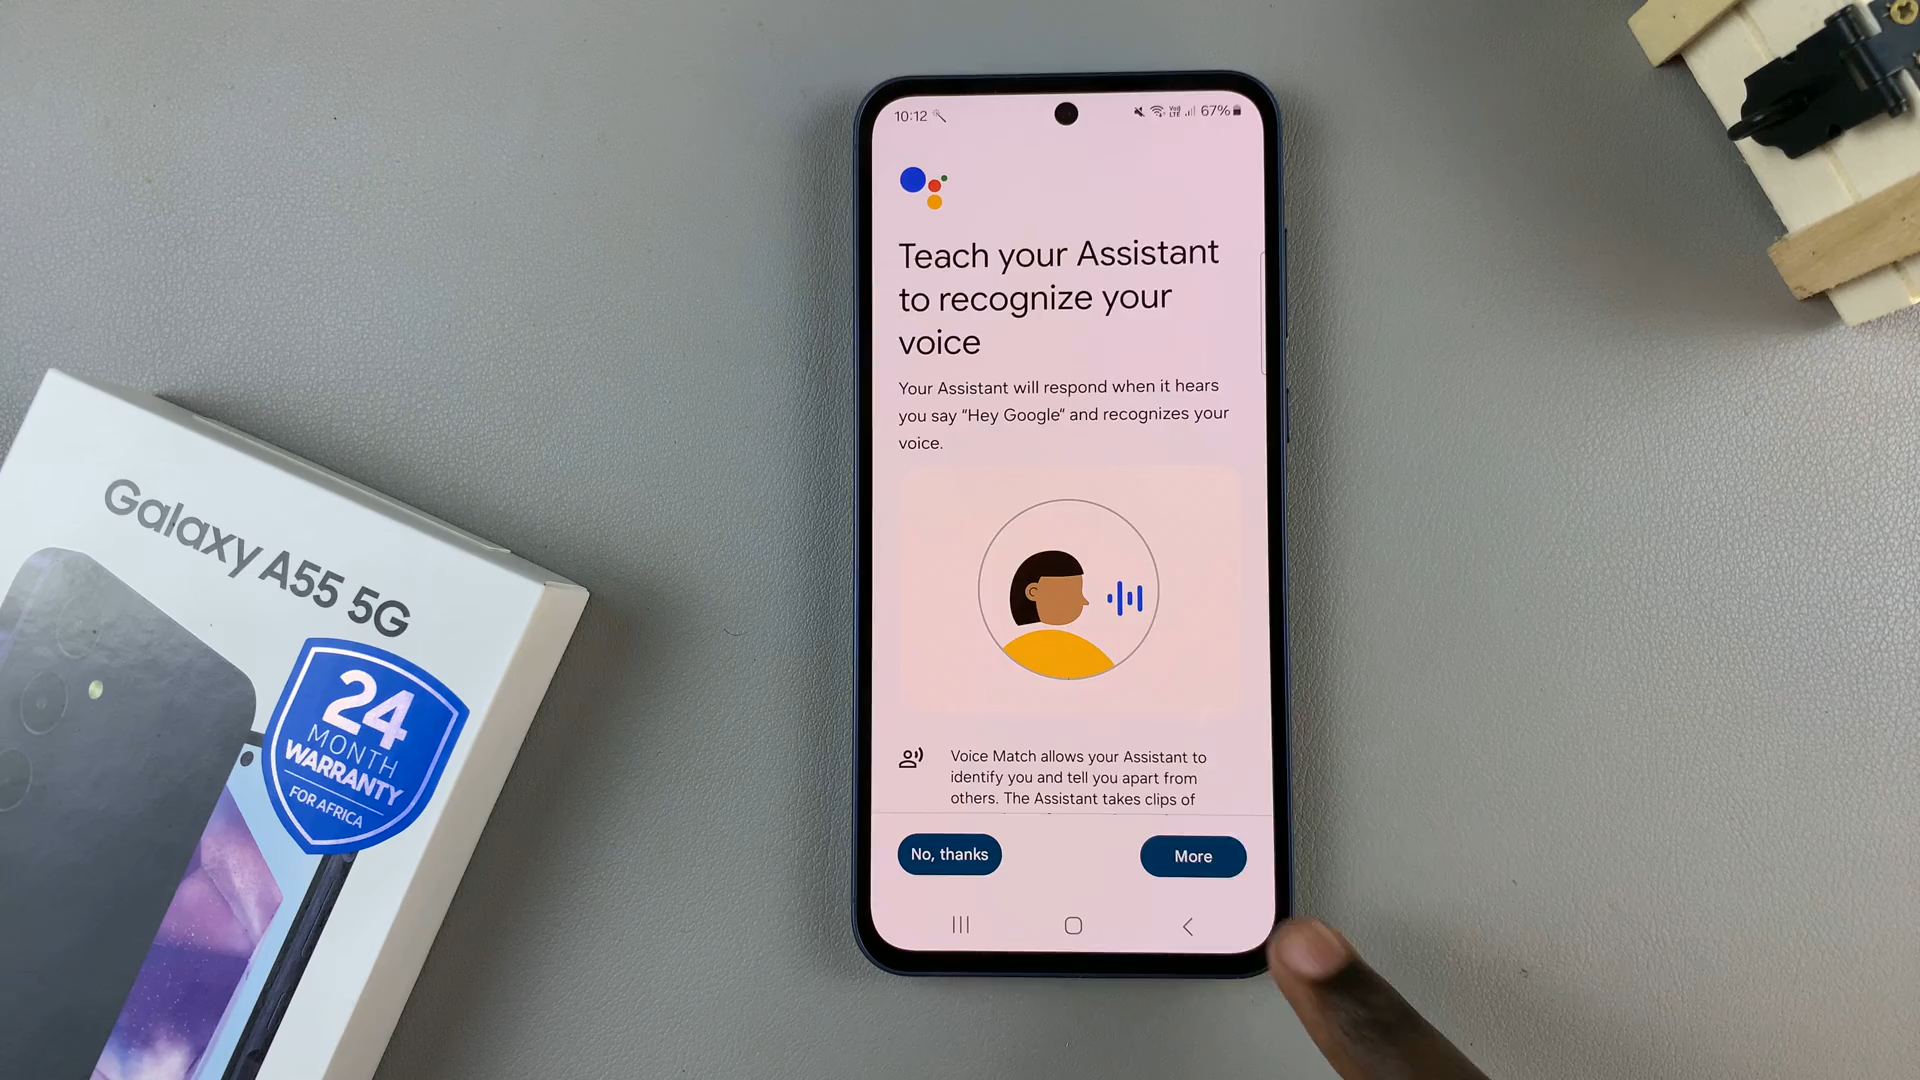 10:12
67%
Teach your Assistant
to recognize your
voice
Your Assistant will respond when it hears
you say “Hey Google” and recognizes your
voice.
Voice Match allows your Assistant to
identify you and tell you apart from
others. The Assistant takes clips of
No, thanks
More
Galaxy A55 5G
24
MONTH
WARRANTY
FOR AFRICA